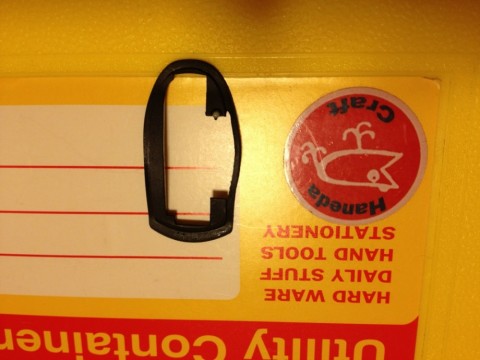 Utility Container
HARD WARE
DAILY STUFF
HAND TOOLS
STATIONERY
Haneda
Craft